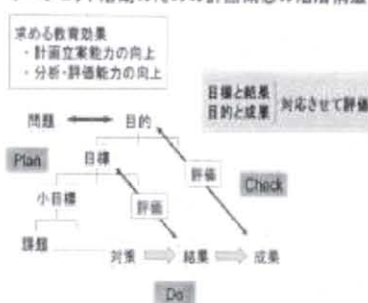 求める教育効果
・計画立案能力の向上
・分析・評価能力の向上
目標と結果
目的と成果
対応させて評価
問題
目的
Plan
目標
評価
Check
小目標
評価
課題
対策
結果
成果
Do